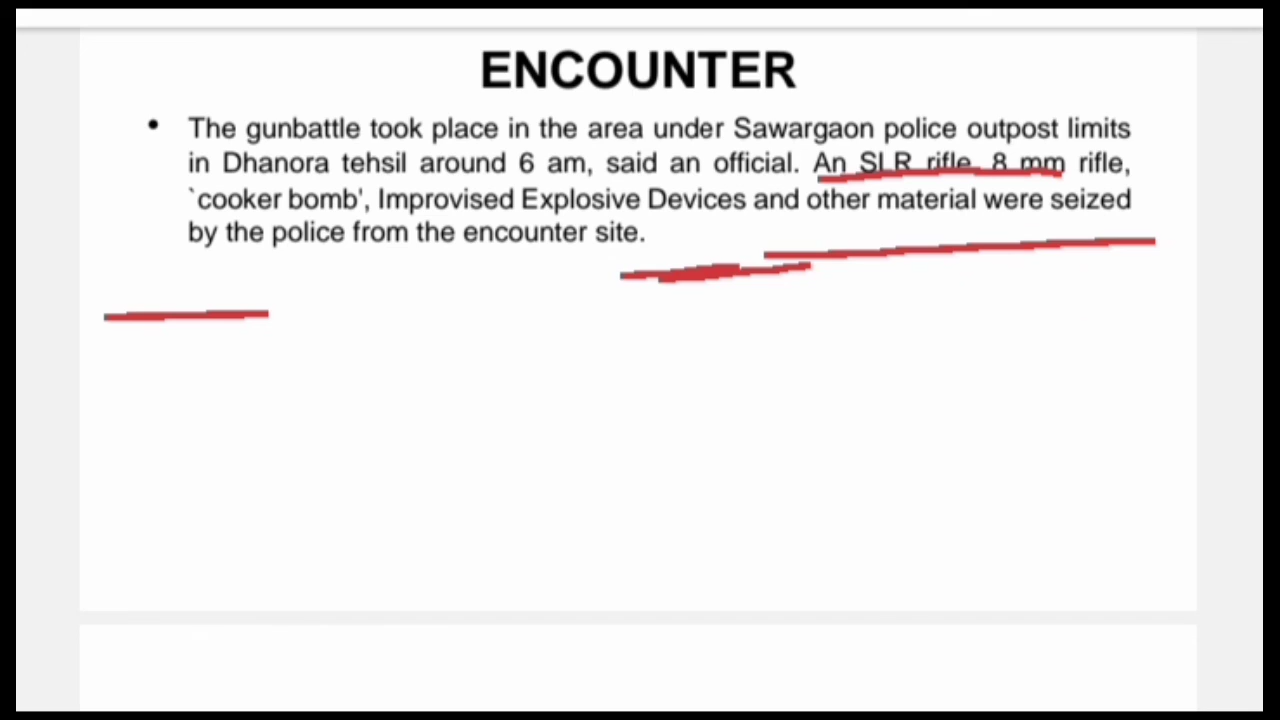 ENCOUNTER
• The gunbattle took place in the area under Sawargaon police outpost limits
in Dhanora tehsil around 6 am, said an official. An SLR rifle, 8 mm rifle,
`cooker bomb', Improvised Explosive Devices and other material were seized
by the police from the encounter site.